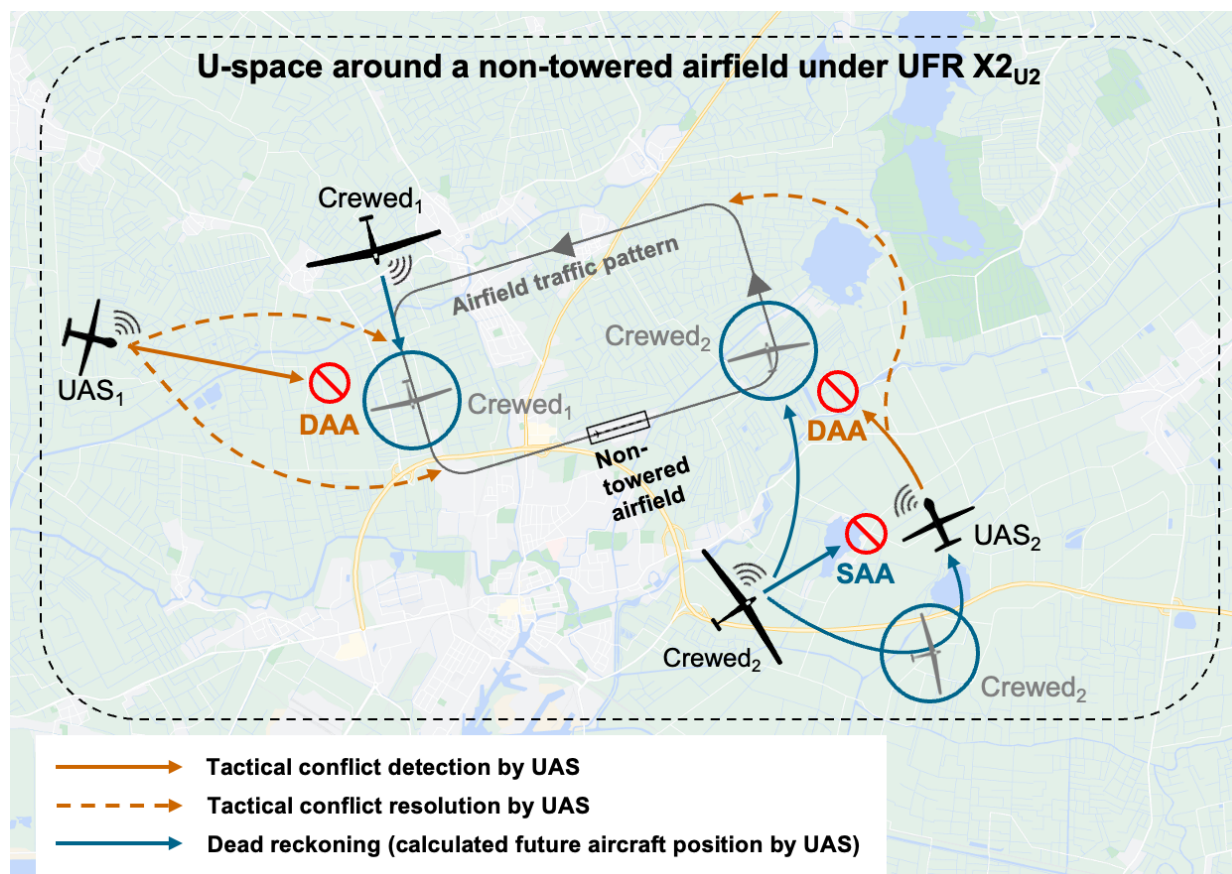 U-space around a non-towered airfield under UFR X2U2
Crewed1
Airfield traffic pattern
UAS1
DAA
Crewed1
Crewed2
DAA
Non-
towered
airfield
UAS2
SAA
Crewed2
Crewed2
Tactical conflict detection by UAS
Tactical conflict resolution by UAS
Dead reckoning (calculated future aircraft position by UAS)